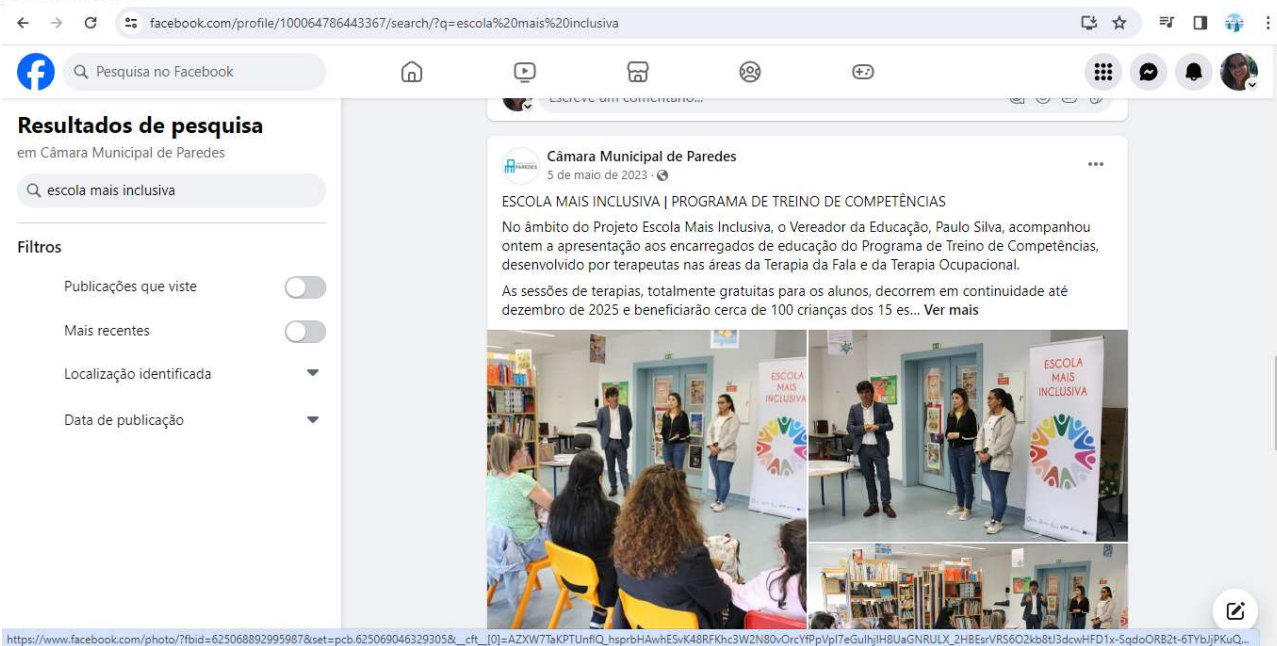 facebook.com/profile/100064786443367/search/?q=escola%20mais%20inclusiva
Pesquisa no Facebook
Resultados de pesquisa
em Câmara Municipal de Paredes
escola mais inclusiva
Filtros
Publicações que viste
Mais recentes
Localização identificada
Data de publicação
Escreve um comentário...
Câmara Municipal de Paredes
5 de maio de 2023
ESCOLA MAIS INCLUSIVA | PROGRAMA DE TREINO DE COMPETÊNCIAS
No âmbito do Projeto Escola Mais Inclusiva, o Vereador da Educação, Paulo Silva, acompanhou
ontem a apresentação aos encarregados de educação do Programa de Treino de Competências,
desenvolvido por terapeutas nas áreas da Terapia da Fala e da Terapia Ocupacional.
As sessões de terapias, totalmente gratuitas para os alunos, decorrem em continuidade até
dezembro de 2025 e beneficiarão cerca de 100 crianças dos 15 es... Ver mais
ESCOLA
MAIS
INCLUSIVA
ESCOLA
MAIS
INCLUSIVA